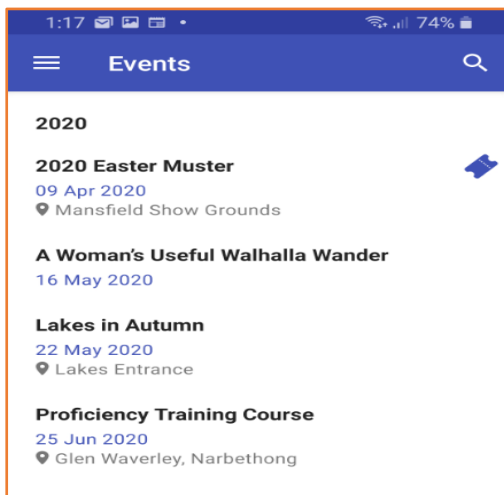 1:17 74%
Events
2020
2020 Easter Muster
09 Apr 2020
Mansfield Show Grounds
A Woman's Useful Walhalla Wander
16 May 2020
Lakes in Autumn
22 May 2020
Lakes Entrance
Proficiency Training Course
25 Jun 2020
Glen Waverley, Narbethong